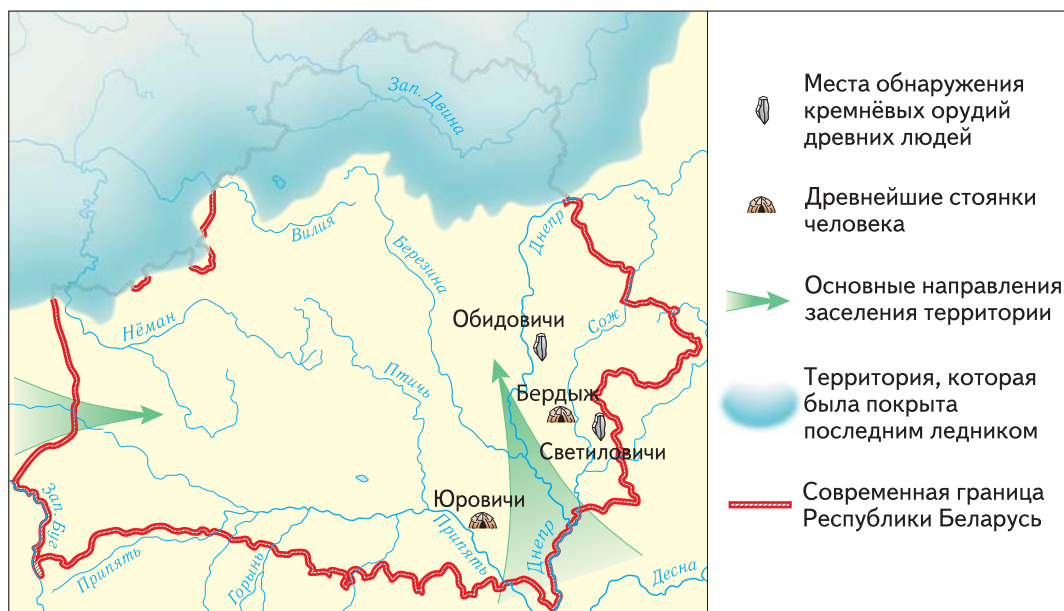 Зап. Двина
Вилия
Березина
Днепр
Нёман
Обидовичи
Сож
Птичь
Бердыж
Светиловичи
Юровичи
Зап. Буг
Припять
Горынь
Припять
Днепр
Десна
Места обнаружения
кремнёвых орудий
древних людей
Древнейшие стоянки
человека
Основные направления
заселения территории
Территория, которая
была покрыта
последним ледником
Современная граница
Республики Беларусь